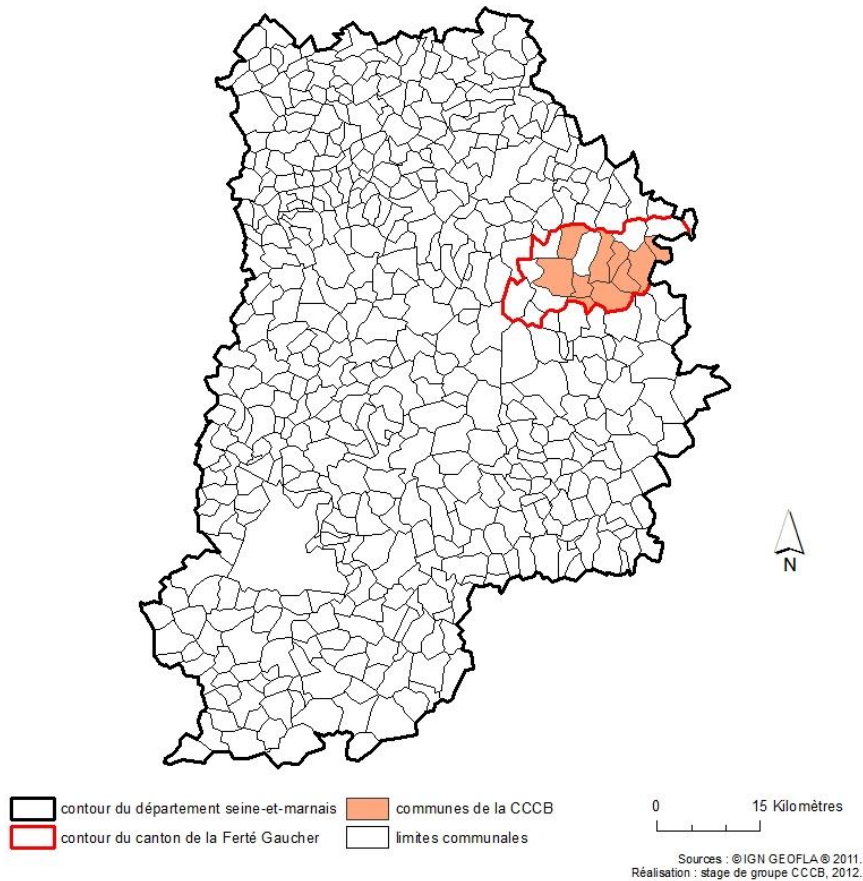 N
contour du département seine-et-marnais
communes de la CCCB
0 15 Kilomètres
contour du canton de la Ferté Gaucher
limites communales
Sources : ©IGN GEOFLA® 2011.
Réalisation : stage de groupe CCCB, 2012.